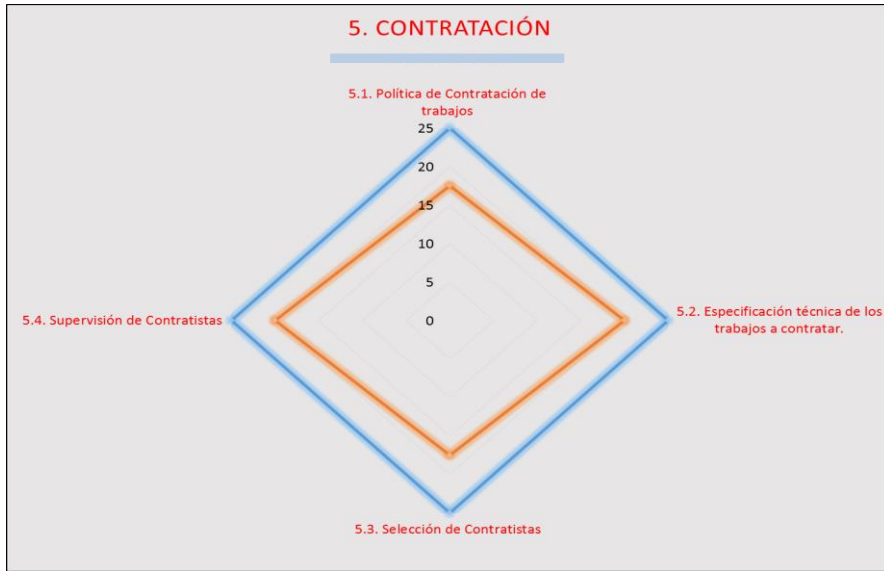 5. CONTRATACIÓN
5.1. Política de Contratación de
trabajos
25
20
15
10
5
0
5.4. Supervisión de Contratistas
5.2. Especificación técnica de los
trabajos a contratar.
5.3. Selección de Contratistas